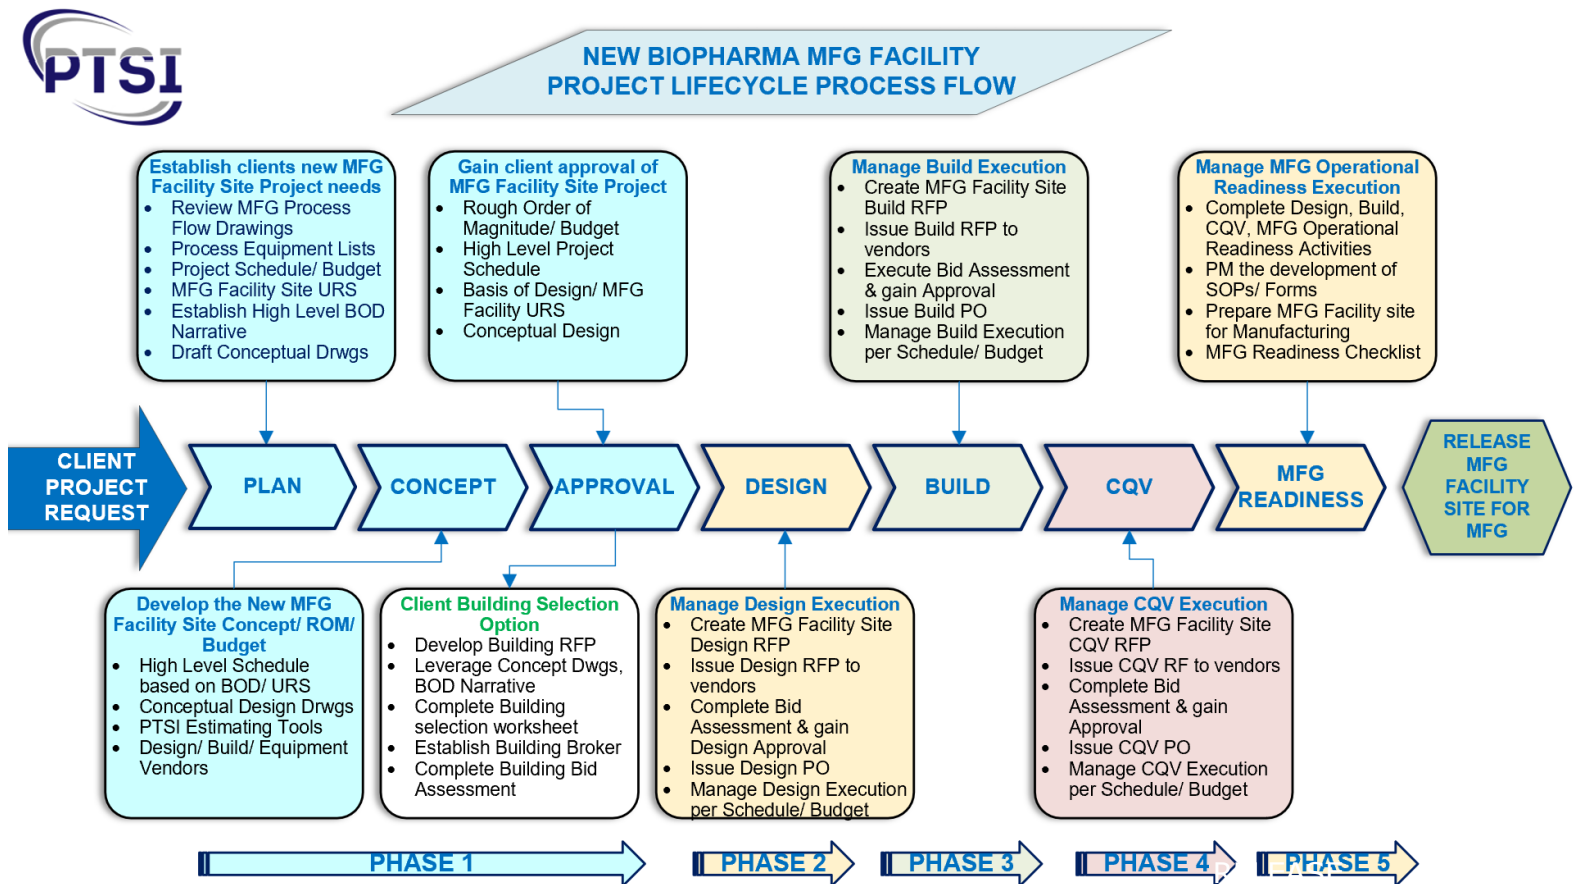 PTSI
NEW BIOPHARMA MFG FACILITY
PROJECT LIFECYCLE PROCESS FLOW
Establish clients new MFG
Facility Site Project needs
• Review MFG Process
Flow Drawings
• Process Equipment Lists
• Project Schedule/ Budget
• MFG Facility Site URS
• Establish High Level BOD
Narrative
• Draft Conceptual Drwgs
Gain client approval of
MFG Facility Site Project
• Rough Order of
Magnitude/ Budget
• High Level Project
Schedule
• Basis of Design/ MFG
Facility URS
• Conceptual Design
Manage Build Execution
• Create MFG Facility Site
Build RFP
• Issue Build RFP to
vendors
• Execute Bid Assessment
& gain Approval
• Issue Build PO
• Manage Build Execution
per Schedule/ Budget
Manage MFG Operational
Readiness Execution
• Complete Design, Build,
CQV, MFG Operational
Readiness Activities
• PM the development of
SOPs/ Forms
• Prepare MFG Facility site
for Manufacturing
• MFG Readiness Checklist
CLIENT
PROJECT
REQUEST
PLAN
CONCEPT
APPROVAL
DESIGN
BUILD
CQV
MFG
READINESS
RELEASE
MFG
FACILITY
SITE FOR
MFG
Develop the New MFG
Facility Site Concept/ ROM/
Budget
• High Level Schedule
based on BOD/ URS
• Conceptual Design Drwgs
• PTSI Estimating Tools
• Design/ Build/ Equipment
Vendors
Client Building Selection
Option
• Develop Building RFP
• Leverage Concept Dwgs,
BOD Narrative
• Complete Building
selection worksheet
• Establish Building Broker
• Complete Building Bid
Assessment
Manage Design Execution
• Create MFG Facility Site
Design RFP
• Issue Design RFP to
vendors
• Complete Bid
Assessment & gain
Design Approval
• Issue Design PO
• Manage Design Execution
per Schedule/ Budget
Manage CQV Execution
• Create MFG Facility Site
CQV RFP
• Issue CQV RF to vendors
• Complete Bid
Assessment & gain
Approval
• Issue CQV PO
• Manage CQV Execution
per Schedule/ Budget
PHASE 1
PHASE 2
PHASE 3
PHASE 4
PHASE 5